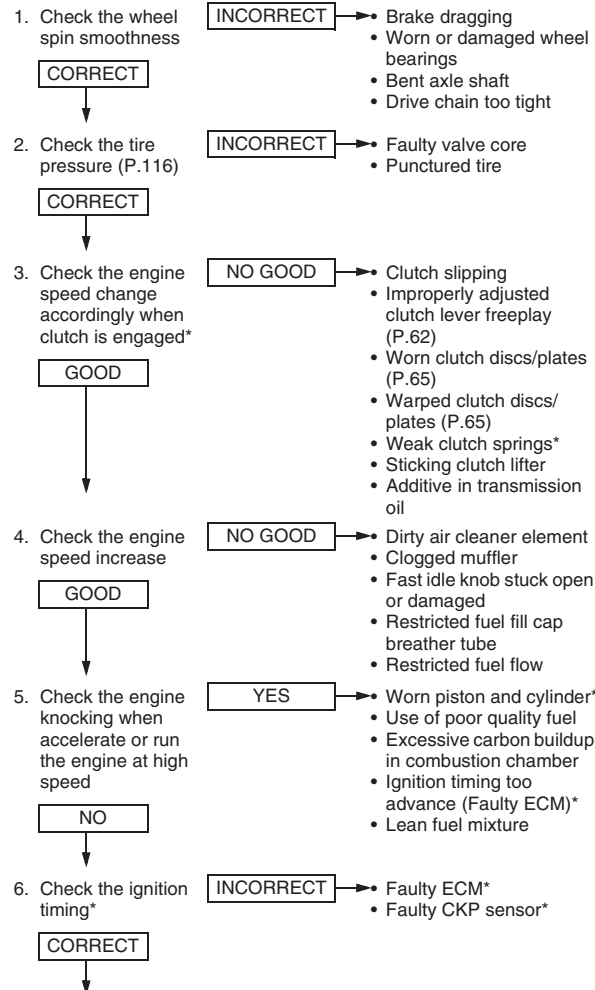 1. Check the wheel
spin smoothness
INCORRECT
• Brake dragging
• Worn or damaged wheel
bearings
• Bent axle shaft
• Drive chain too tight
CORRECT
2. Check the tire
pressure (P.116)
INCORRECT
• Faulty valve core
• Punctured tire
CORRECT
3. Check the engine
speed change
accordingly when
clutch is engaged*
NO GOOD
• Clutch slipping
• Improperly adjusted
clutch lever freeplay
(P.62)
• Worn clutch discs/plates
(P.65)
• Warped clutch discs/
plates (P.65)
• Weak clutch springs*
• Sticking clutch lifter
• Additive in transmission
oil
GOOD
4. Check the engine
speed increase
NO GOOD
• Dirty air cleaner element
• Clogged muffler
• Fast idle knob stuck open
or damaged
• Restricted fuel fill cap
breather tube
• Restricted fuel flow
GOOD
5. Check the engine
knocking when
accelerate or run
the engine at high
speed
YES
• Worn piston and cylinder*
• Use of poor quality fuel
• Excessive carbon buildup
in combustion chamber
• Ignition timing too
advance (Faulty ECM)*
• Lean fuel mixture
NO
6. Check the ignition
timing*
INCORRECT
• Faulty ECM*
• Faulty CKP sensor*
CORRECT